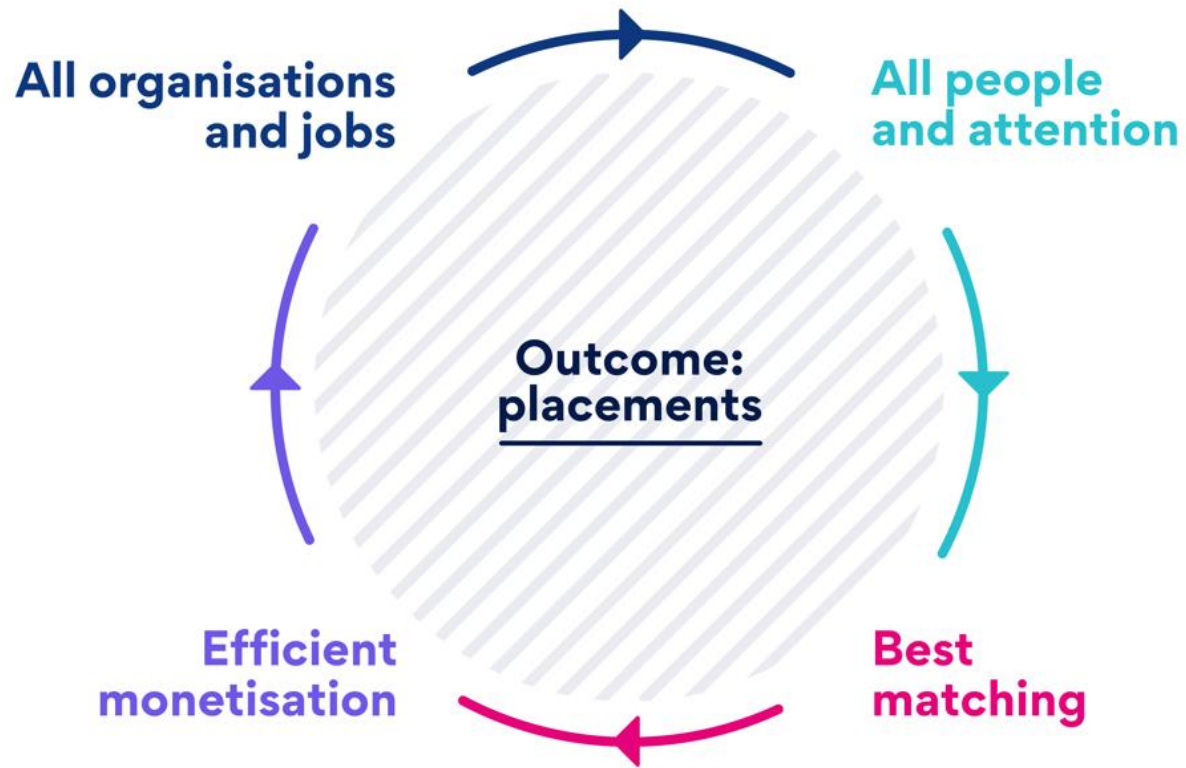 All organisations
and jobs
All people
and attention
Outcome:
placements
Efficient
monetisation
Best
matching